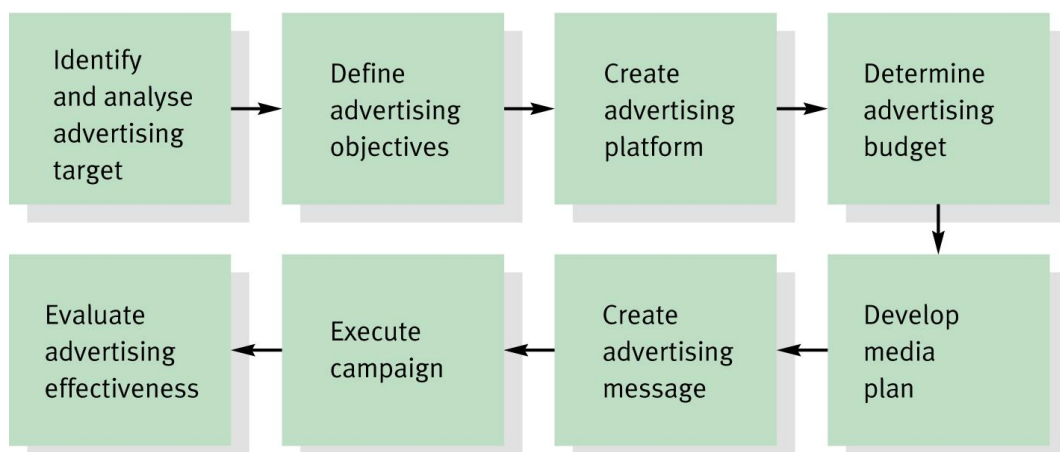 Identify
and analyse
advertising
target
Define
advertising
objectives
Create
advertising
platform
Determine
advertising
budget
Develop
media
plan
Create
advertising
message
Execute
campaign
Evaluate
advertising
effectiveness